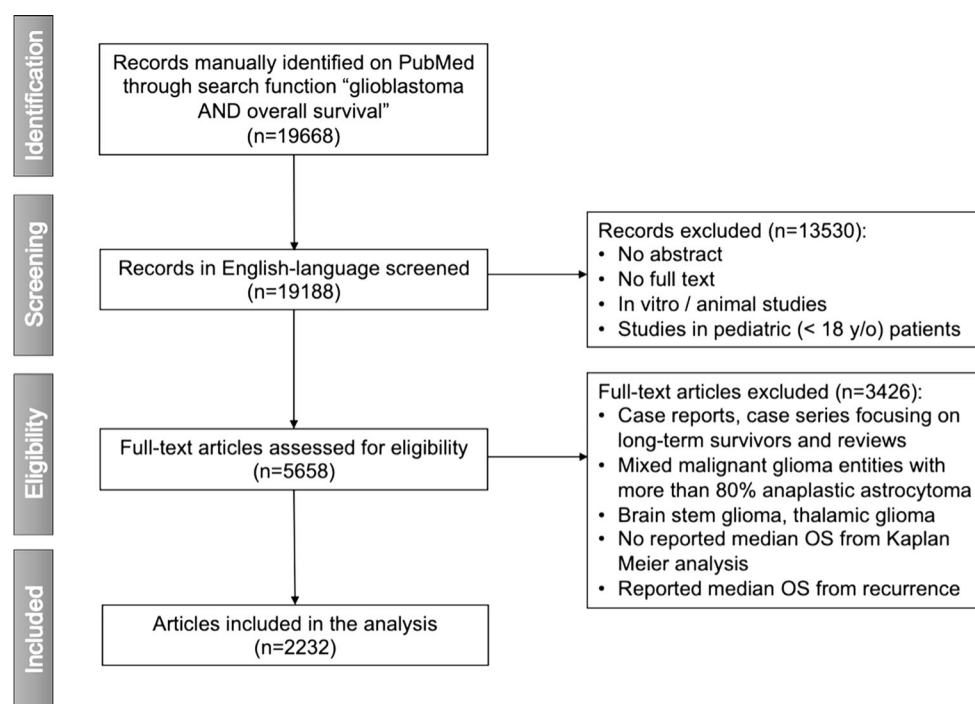 Identification
Records manually identified on PubMed
through search function “glioblastoma
AND overall survival”
(n=19668)
Screening
Records in English-language screened
(n=19188)
Records excluded (n=13530):
• No abstract
• No full text
• In vitro / animal studies
• Studies in pediatric (< 18 y/o) patients
Eligibility
Full-text articles assessed for eligibility
(n=5658)
Full-text articles excluded (n=3426):
• Case reports, case series focusing on
long-term survivors and reviews
• Mixed malignant glioma entities with
more than 80% anaplastic astrocytoma
• Brain stem glioma, thalamic glioma
• No reported median OS from Kaplan
Meier analysis
• Reported median OS from recurrence
Included
Articles included in the analysis
(n=2232)